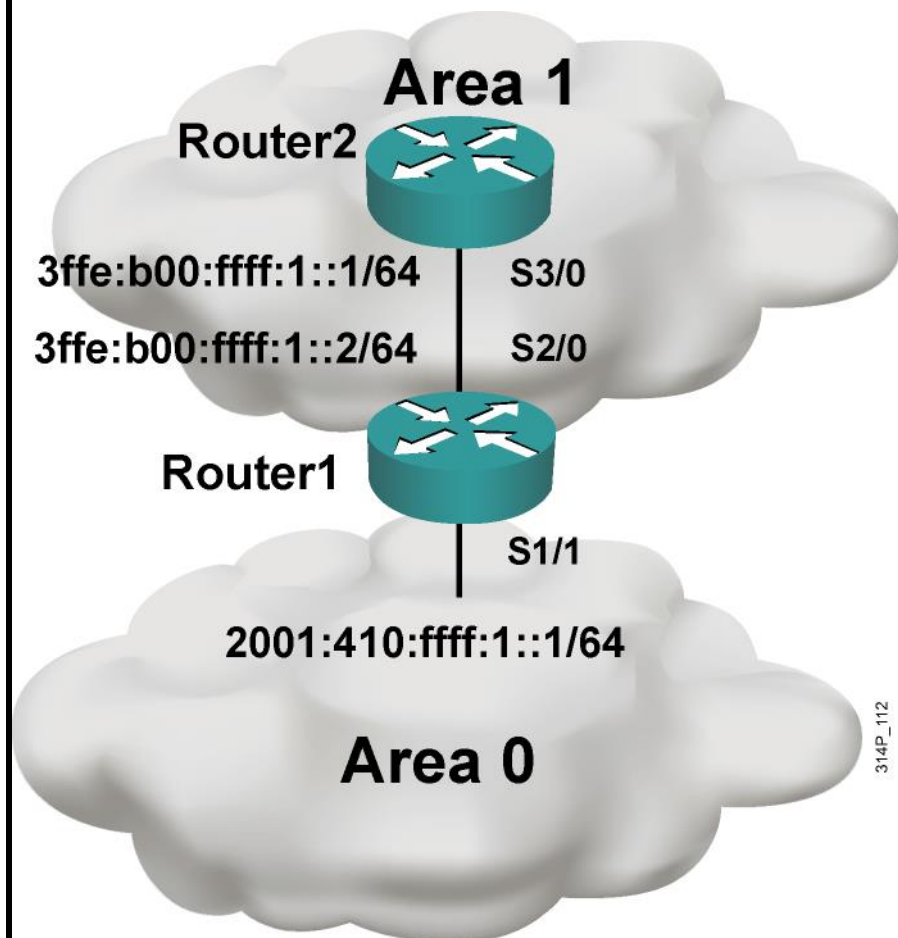 Area 1
Router2
3ffe:b00:ffff:1::1/64 S3/0
3ffe:b00:ffff:1::2/64 S2/0
Router1
S1/1
2001:410:ffff:1::1/64
Area 0
314P_112